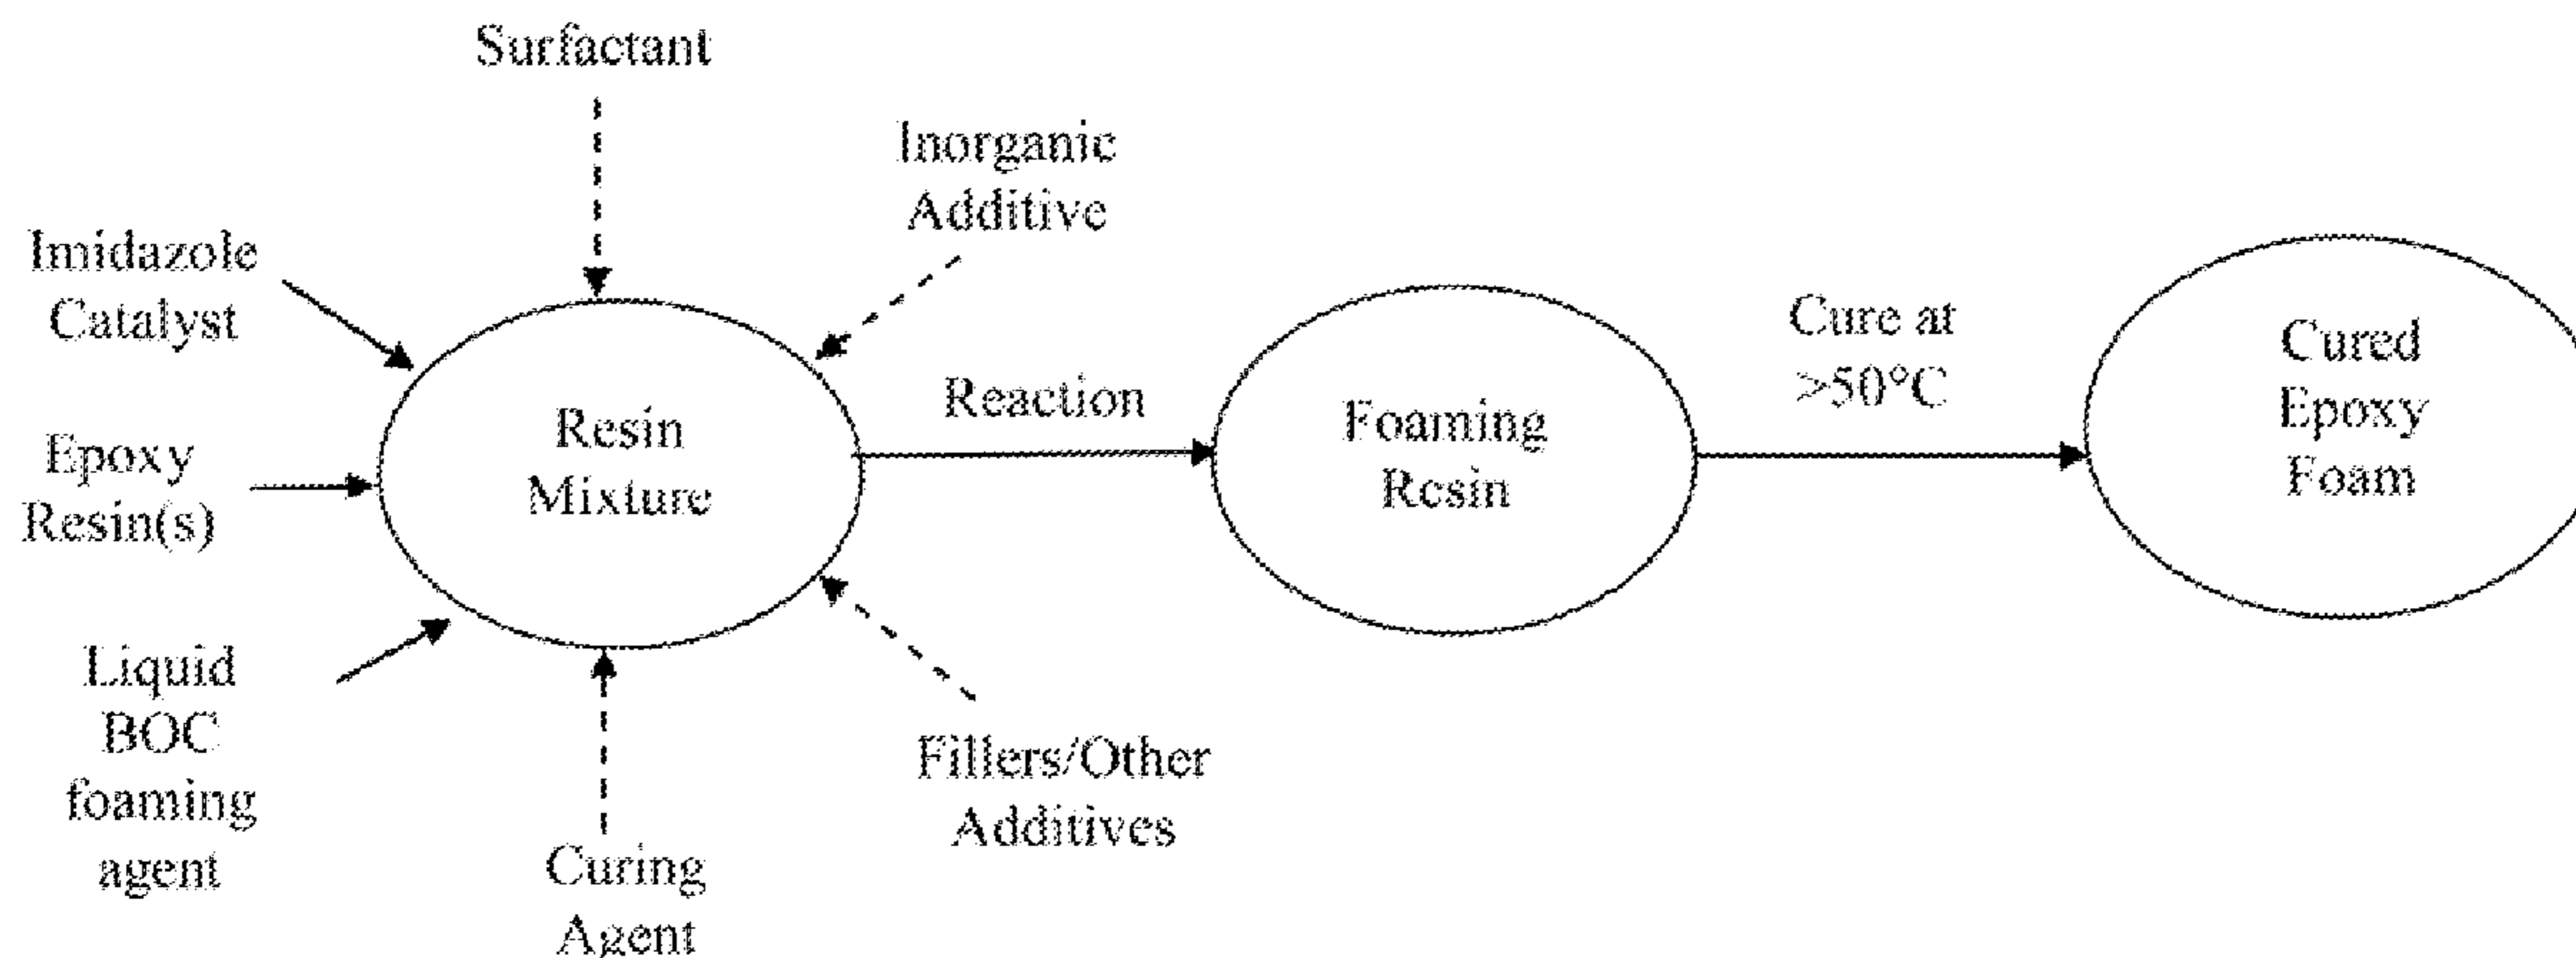 Surfactant
Inorganic
Additive
Imidazole
Catalyst
Epoxy
Resin(s)
Liquid
BOC
foaming
agent
Curing
Agent
Fillers/Other
Additives
Resin
Mixture
Reaction
Foaming
Resin
Cure at
>50°C
Cured
Epoxy
Foam